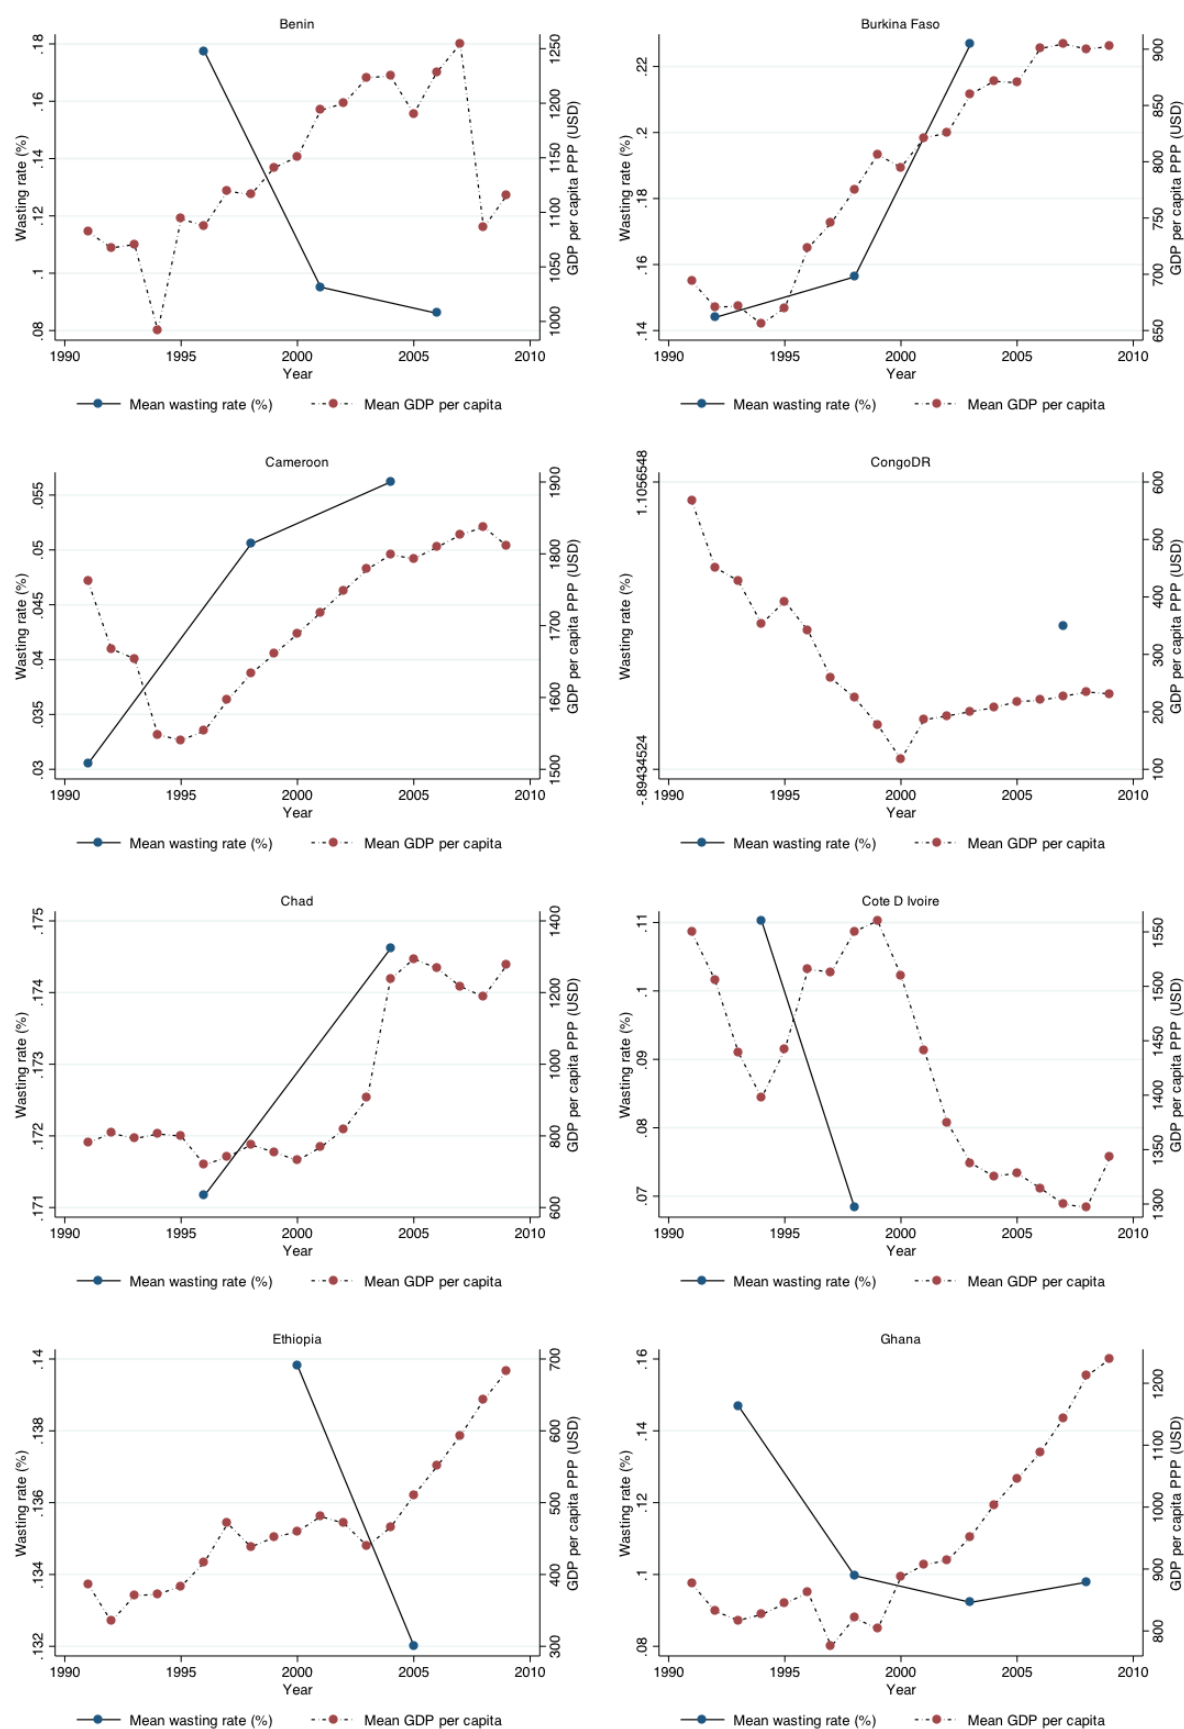 Benin
Wasting rate (%)
.08 .1 .12 .14 .16 .18
GDP per capita PPP (USD)
1000 1050 1100 1150 1200 1250
1990 1995 2000 2005 2010
Year
Mean wasting rate (%) Mean GDP per capita
Burkina Faso
Wasting rate (%)
.14 .16 .18 .2 .22
GDP per capita PPP (USD)
650 700 750 800 850 900
1990 1995 2000 2005 2010
Year
Mean wasting rate (%) Mean GDP per capita
Cameroon
Wasting rate (%)
.03 .035 .04 .045 .05 .055
GDP per capita PPP (USD)
1500 1600 1700 1800 1900
1990 1995 2000 2005 2010
Year
Mean wasting rate (%) Mean GDP per capita
CongoDR
Wasting rate (%)
-.89434524 1.1056548
GDP per capita PPP (USD)
100 200 300 400 500 600
1990 1995 2000 2005 2010
Year
Mean wasting rate (%) Mean GDP per capita
Chad
Wasting rate (%)
.171 .172 .173 .174 .175
GDP per capita PPP (USD)
600 800 1000 1200 1400
1990 1995 2000 2005 2010
Year
Mean wasting rate (%) Mean GDP per capita
Cote D Ivoire
Wasting rate (%)
.07 .08 .09 .1 .11
GDP per capita PPP (USD)
1300 1350 1400 1450 1500 1550
1990 1995 2000 2005 2010
Year
Mean wasting rate (%) Mean GDP per capita
Ethiopia
Wasting rate (%)
.132 .134 .136 .138 .14
GDP per capita PPP (USD)
300 400 500 600 700
1990 1995 2000 2005 2010
Year
Mean wasting rate (%) Mean GDP per capita
Ghana
Wasting rate (%)
.08 .1 .12 .14 .16
GDP per capita PPP (USD)
800 900 1000 1100 1200
1990 1995 2000 2005 2010
Year
Mean wasting rate (%) Mean GDP per capita